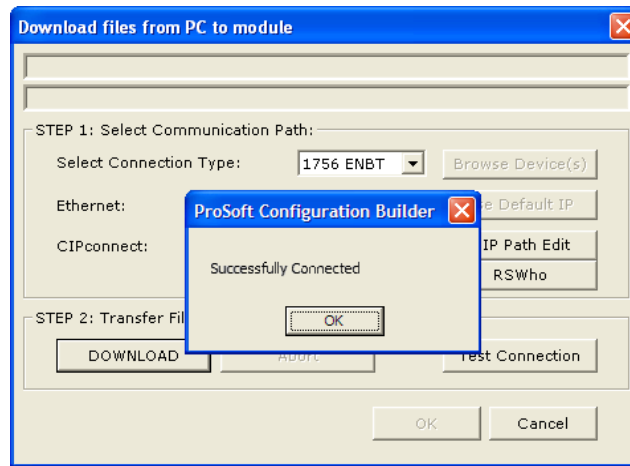 Download files from PC to module
STEP 1: Select Communication Path:
Select Connection Type: 1756 ENBT Browse Device(s)
Ethernet: Default IP
CIPconnect: IP Path Edit
RSWho
ProSoft Configuration Builder
Successfully Connected
OK
STEP 2: Transfer
DOWNLOAD Abort Test Connection
OK Cancel